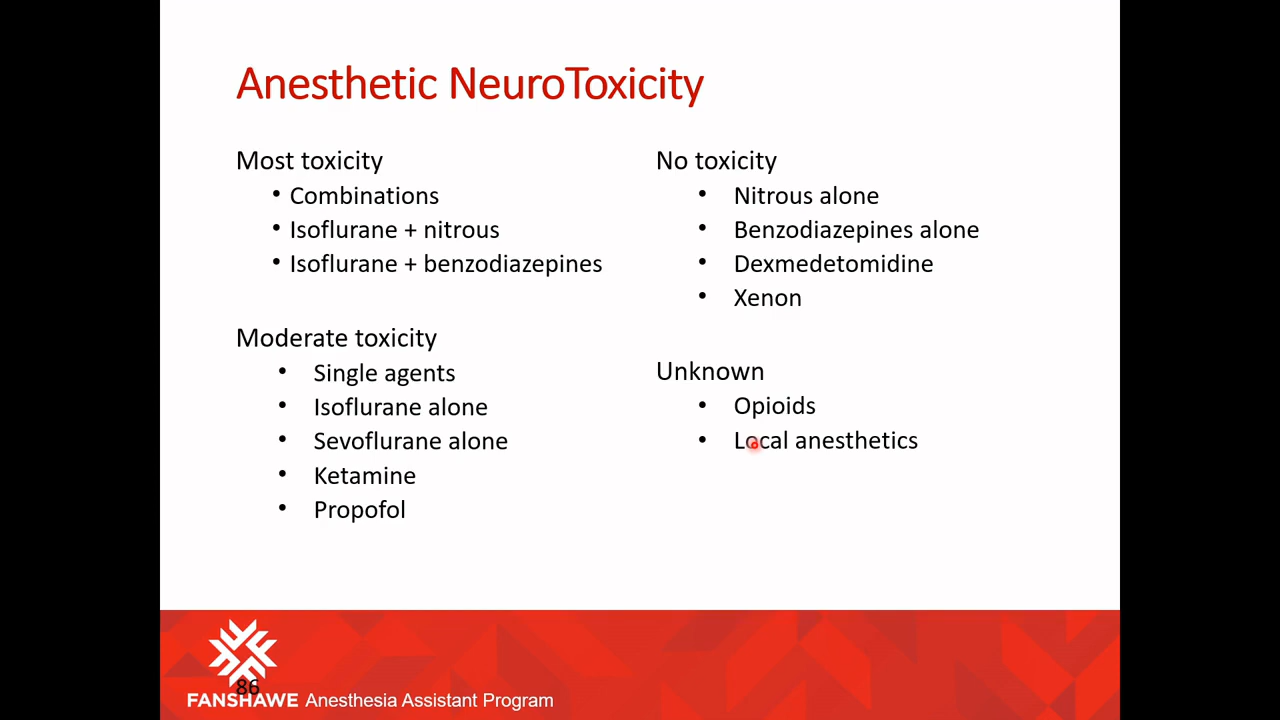 Anesthetic NeuroToxicity
Most toxicity
• Combinations
• Isoflurane + nitrous
• Isoflurane + benzodiazepines
Moderate toxicity
• Single agents
• Isoflurane alone
• Sevoflurane alone
• Ketamine
• Propofol
No toxicity
• Nitrous alone
• Benzodiazepines alone
• Dexmedetomidine
• Xenon
Unknown
• Opioids
• Local anesthetics
86
FANSHAWE Anesthesia Assistant Program